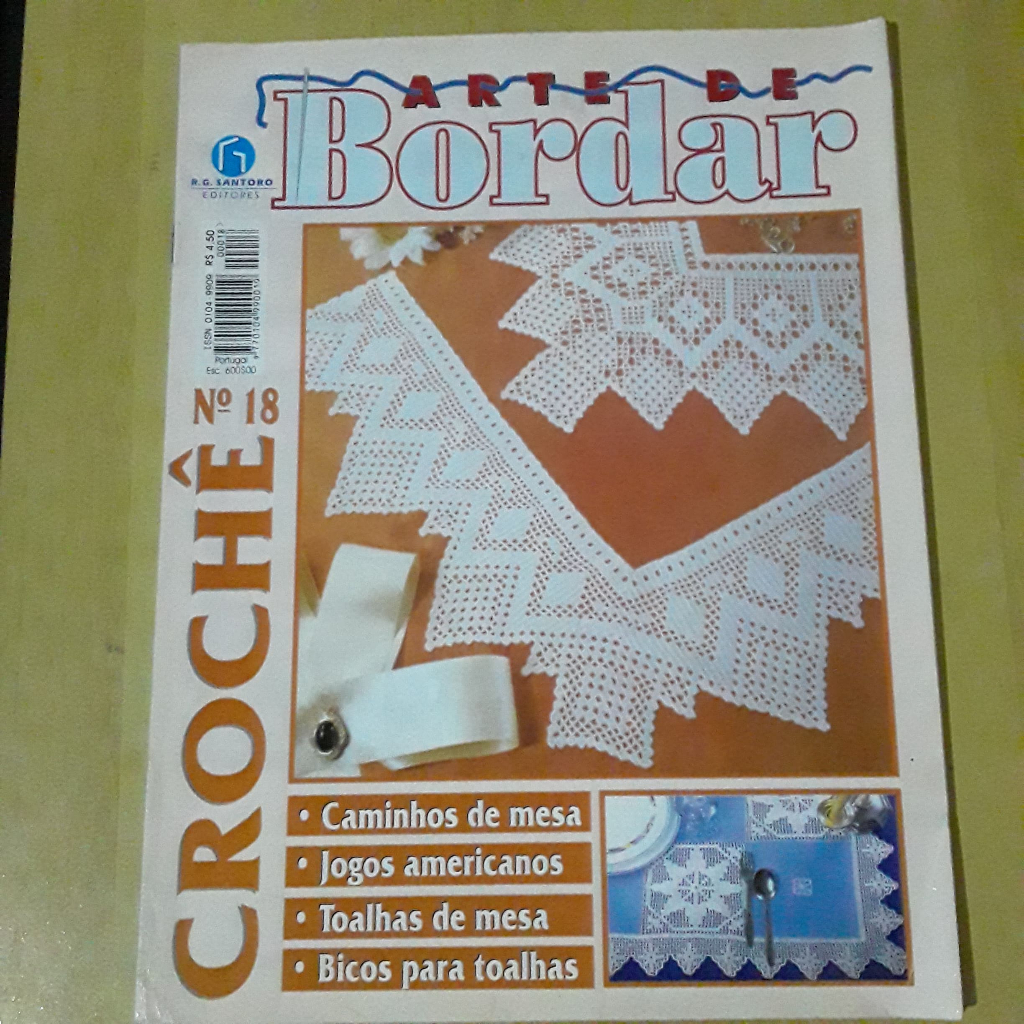 ARTE DE
Bordar
R.G. SANTORO
EDITORES
ISSN 0104 9909 R$ 4,50
00018
Portugal
Esc. 600$00
Nº 18
CROCHÊ
• Caminhos de mesa
• Jogos americanos
• Toalhas de mesa
• Bicos para toalhas